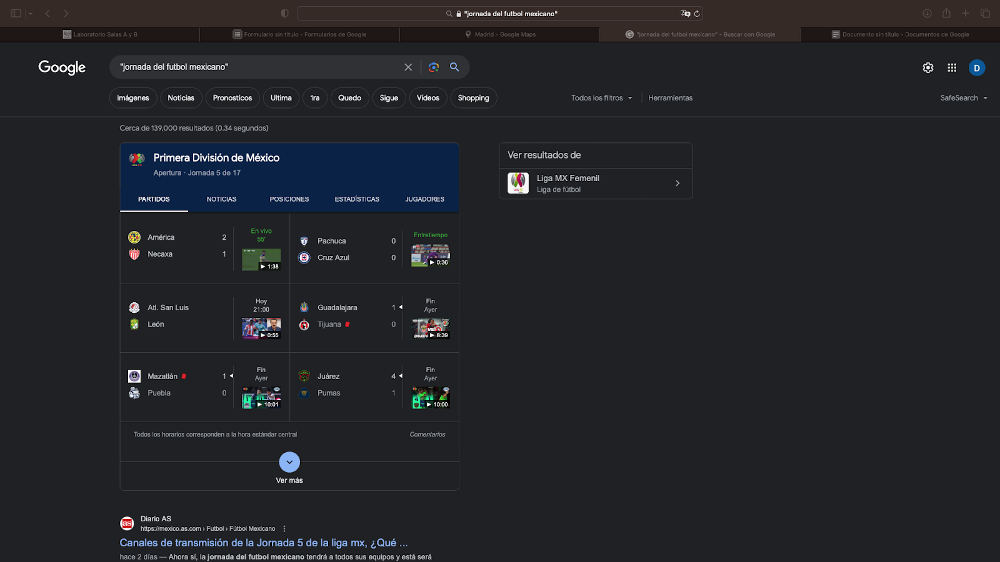 "jornada del futbol mexicano"
Laboratorio Salas A y B
Formulario sin título - Formularios de Google
Madrid - Google Maps
"jornada del futbol mexicano" - Buscar con Google
Documento sin título - Documentos de Google
Google
"jornada del futbol mexicano"
D
Imágenes
Noticias
Pronosticos
Ultima
1ra
Quedo
Sigue
Vídeos
Shopping
Todos los filtros
Herramientas
SafeSearch
Cerca de 139,000 resultados (0.34 segundos)
Primera División de México
Apertura · Jornada 5 de 17
PARTIDOS
NOTICIAS
POSICIONES
ESTADÍSTICAS
JUGADORES
América 2
Necaxa 1
En vivo
55'
1:38
Pachuca 0
Cruz Azul 0
Entretiempo
0:36
Atl. San Luis
León
Hoy
21:00
0:55
Guadalajara 1
Tijuana 0
Fin
Ayer
8:39
Mazatlán 1
Puebla 0
Fin
Ayer
10:01
Juárez 4
Pumas 1
Fin
Ayer
10:00
Todos los horarios corresponden a la hora estándar central
Comentarios
Ver más
Ver resultados de
Liga MX Femenil
Liga de fútbol
as
Diario AS
https://mexico.as.com › Futbol › Fútbol Mexicano
Canales de transmisión de la Jornada 5 de la liga mx, ¿Qué ...
hace 2 días — Ahora sí, la jornada del futbol mexicano tendrá a todos sus equipos y está será